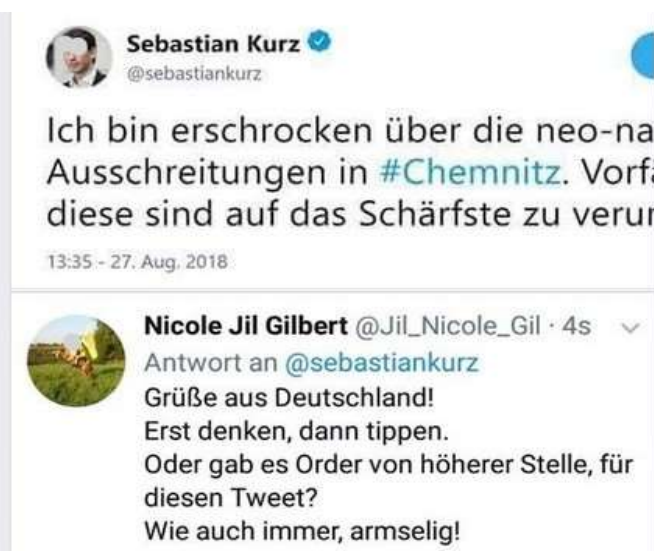 Sebastian Kurz
@sebastiankurz
Ich bin erschrocken über die neo-na
Ausschreitungen in #Chemnitz. Vorfä
diese sind auf das Schärfste zu verur
13:35 - 27. Aug. 2018
Nicole Jil Gilbert @Jil_Nicole_Gil · 4s
Antwort an @sebastiankurz
Grüße aus Deutschland!
Erst denken, dann tippen.
Oder gab es Order von höherer Stelle, für
diesen Tweet?
Wie auch immer, armselig!